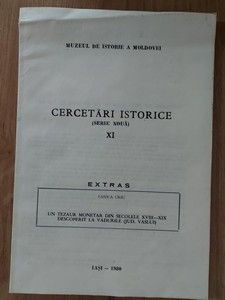 MUZEUL DE ISTORIE A MOLDOVEI
CERCETĂRI ISTORICE
(SERIE NOUĂ)
XI
EXTRAS
UN TEZAUR MONETAR DIN SECOLELE XVIII—XIX
DESCOPERIT LA VADURILE (JUD. VASLUI)
IAȘI — 1980